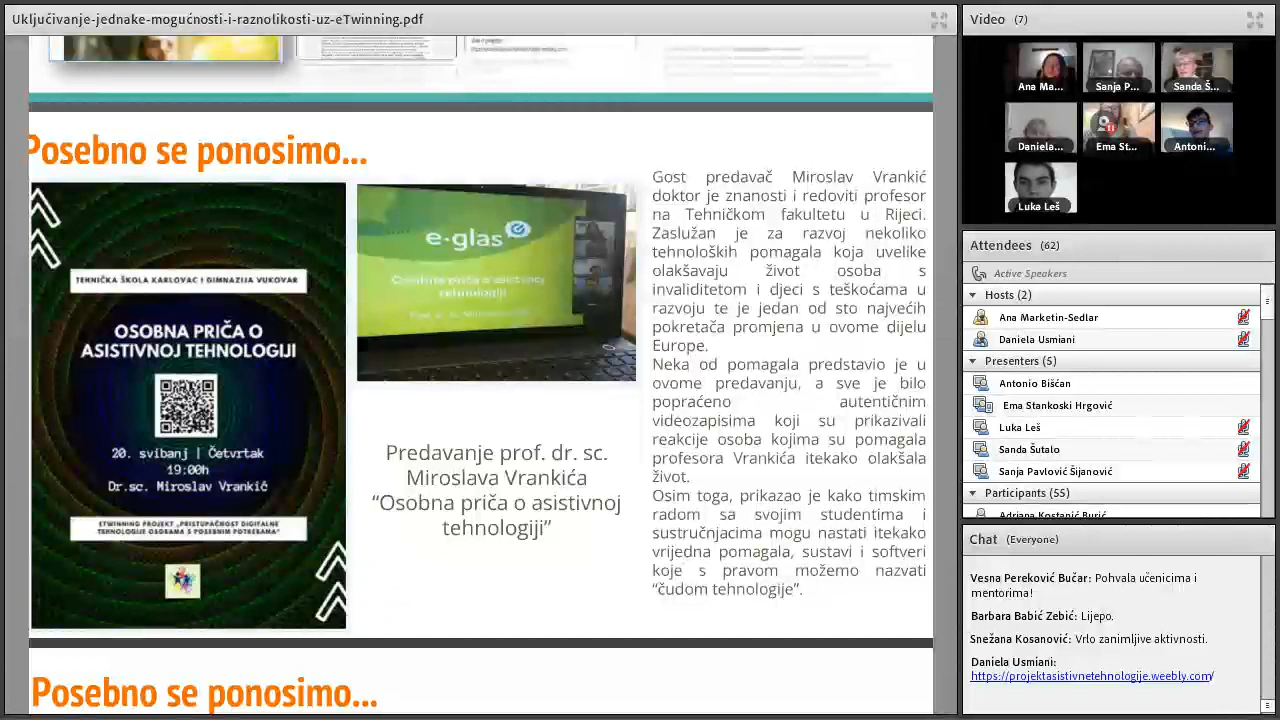 Uključivanje-jednake-mogućnosti-i-raznolikosti-uz-eTwinning.pdf
Posebno se ponosimo...
TEHNIČKA ŠKOLA KARLOVAC I GIMNAZIJA VUKOVAR
OSOBNA PRIČA O
ASISTIVNOJ TEHNOLOGIJI
20. svibanj | Četvrtak
19:00h
Dr.sc. Miroslav Vrankić
ETWINNING PROJEKT „PRISTUPAČNOST DIGITALNE
TEHNOLOGIJE OSOBAMA S POSEBNIM POTREBAMA“
e-glas
Osobna priča o asistivnoj
tehnologiji
Predavanje prof. dr. sc.
Miroslava Vrankića
“Osobna priča o asistivnoj
tehnologiji”
Gost predavač Miroslav Vrankić
doktor je znanosti i redoviti profesor
na Tehničkom fakultetu u Rijeci.
Zaslužan je za razvoj nekoliko
tehnoloških pomagala koja uvelike
olakšavaju život osoba s
invaliditetom i djeci s teškoćama u
razvoju te je jedan od sto najvećih
pokretača promjena u ovome dijelu
Europe.
Neka od pomagala predstavio je u
ovome predavanju, a sve je bilo
popraćeno autentičnim
videozapisima koji su prikazivali
reakcije osoba kojima su pomagala
profesora Vrankića itekako olakšala
život.
Osim toga, prikazao je kako timskim
radom sa svojim studentima i
sustručnjacima mogu nastati itekako
vrijedna pomagala, sustavi i softveri
koje s pravom možemo nazvati
“čudom tehnologije”.
Posebno se ponosimo...
Video (7)
Ana Ma...
Sanja P...
Sanda Š...
Daniela...
Ema St...
Antoni...
Luka Leš
Attendees (62)
Active Speakers
Hosts (2)
Ana Marketin-Sedlar
Daniela Usmiani
Presenters (5)
Antonio Bišćan
Ema Stankoski Hrgović
Luka Leš
Sanda Šutalo
Sanja Pavlović Šijanović
Participants (55)
Adriana Kostanić Burić
Chat (Everyone)
Vesna Pereković Bučar: Pohvala učenicima i
mentorima!
Barbara Babić Zebić: Lijepo.
Snežana Kosanović: Vrlo zanimljive aktivnosti.
Daniela Usmiani:
https://projektasistivnetehnologije.weebly.com/